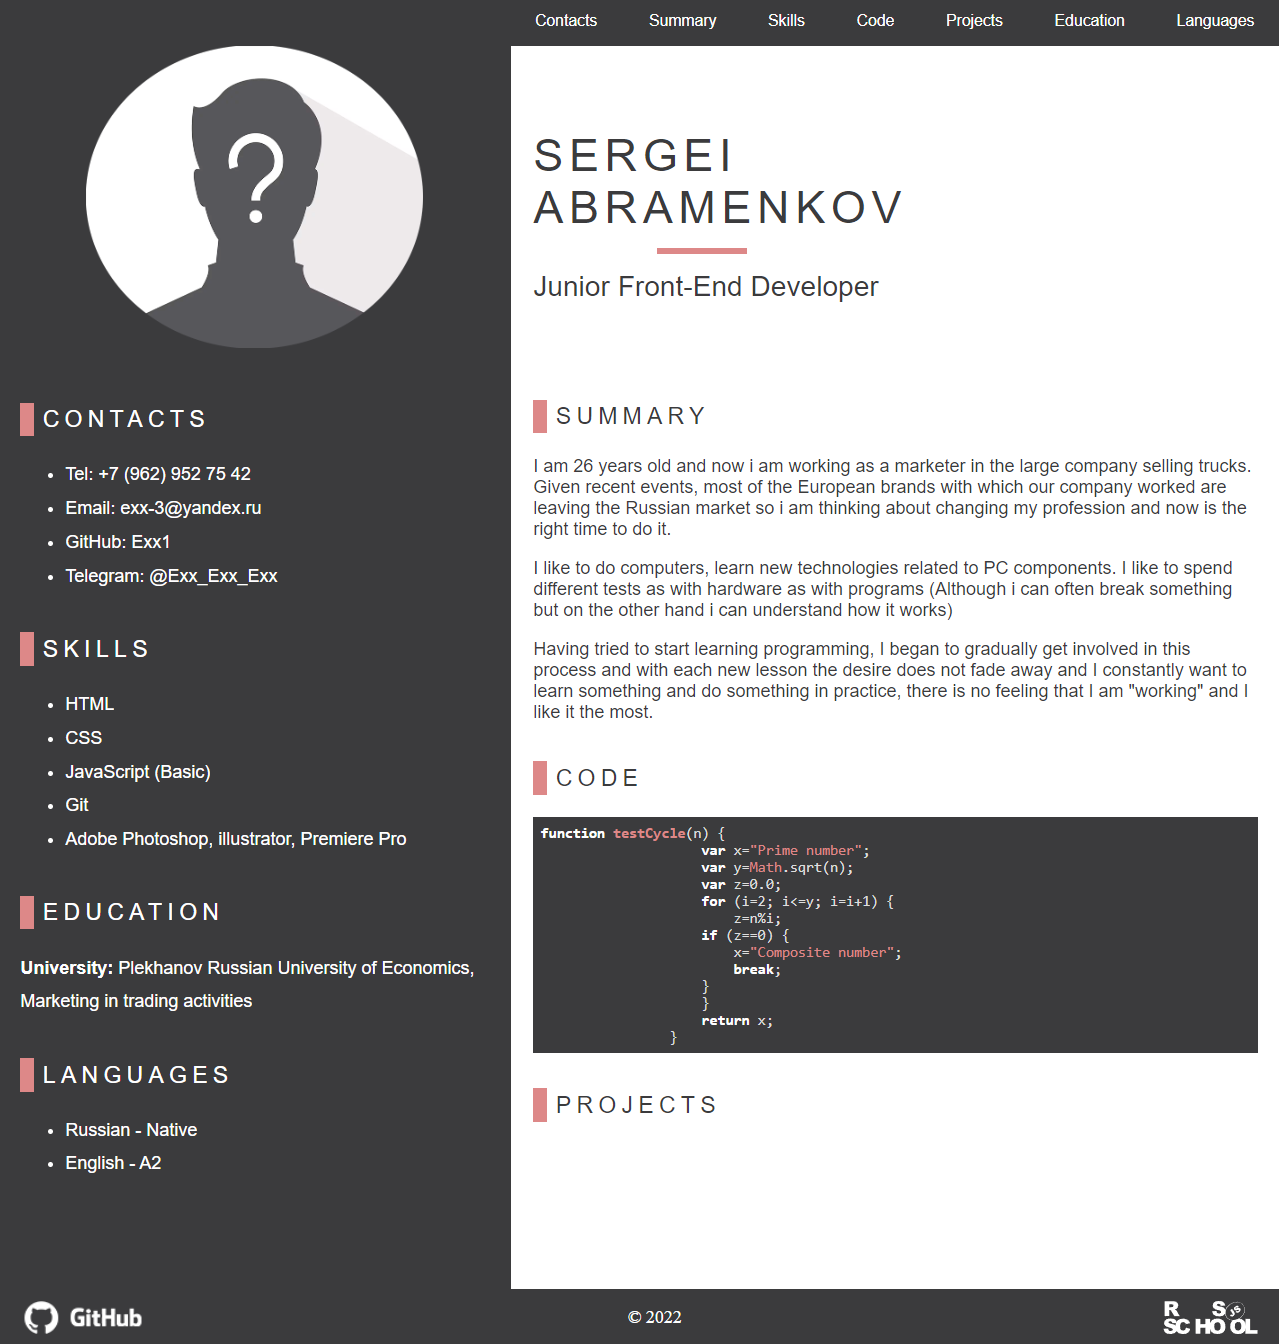 Contacts Summary Skills Code Projects Education Languages
?
SERGEI
ABRAMENKOV
Junior Front-End Developer
CONTACTS
• Tel: +7 (962) 952 75 42
• Email: exx-3@yandex.ru
• GitHub: Exx1
• Telegram: @Exx_Exx_Exx
SKILLS
• HTML
• CSS
• JavaScript (Basic)
• Git
• Adobe Photoshop, illustrator, Premiere Pro
EDUCATION
University: Plekhanov Russian University of Economics,
Marketing in trading activities
LANGUAGES
• Russian - Native
• English - A2
SUMMARY
I am 26 years old and now i am working as a marketer in the large company selling trucks.
Given recent events, most of the European brands with which our company worked are
leaving the Russian market so i am thinking about changing my profession and now is the
right time to do it.
I like to do computers, learn new technologies related to PC components. I like to spend
different tests as with hardware as with programs (Although i can often break something
but on the other hand i can understand how it works)
Having tried to start learning programming, I began to gradually get involved in this
process and with each new lesson the desire does not fade away and I constantly want to
learn something and do something in practice, there is no feeling that I am "working" and I
like it the most.
CODE
function testCycle(n) {
var x="Prime number";
var y=Math.sqrt(n);
var z=0.0;
for (i=2; i<=y; i=i+1) {
z=n%i;
if (z==0) {
x="Composite number";
break;
}
}
return x;
}
PROJECTS
GitHub
© 2022
R S JS
SCHOOL